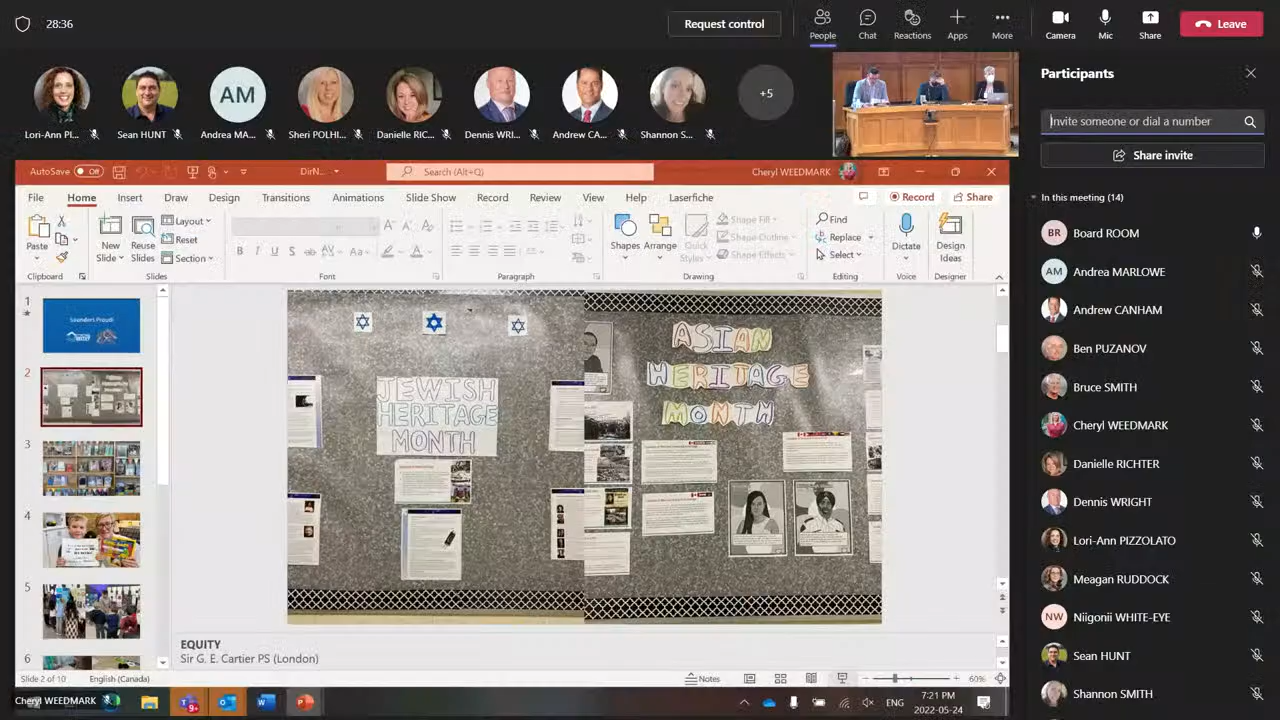 28:36
Request control
People
Chat
Reactions
Apps
More
Camera
Mic
Share
Leave
Lori-Ann PI...
Sean HUNT
AM
Andrea MA...
Sheri POLHI...
Danielle RIC...
Dennis WRI...
Andrew CA...
Shannon S...
+5
Participants
Invite someone or dial a number
Share invite
In this meeting (14)
BR Board ROOM
AM Andrea MARLOWE
Andrew CANHAM
Ben PUZANOV
Bruce SMITH
Cheryl WEEDMARK
Danielle RICHTER
Dennis WRIGHT
Lori-Ann PIZZOLATO
Meagan RUDDOCK
NW Niigonii WHITE-EYE
Sean HUNT
Shannon SMITH
AutoSave Off
DirN...
Search (Alt+Q)
Cheryl WEEDMARK
File Home Insert Draw Design Transitions Animations Slide Show Record Review View Help Laserfiche
Record
Share
Paste
Clipboard
New Slide
Reuse Slides
Layout
Reset
Section
Slides
Font
Paragraph
Shapes
Arrange
Quick Styles
Shape Fill
Shape Outline
Shape Effects
Drawing
Find
Replace
Select
Editing
Dictate
Voice
Design Ideas
Designer
1
2
3
4
5
6
JEWISH
HERITAGE
MONTH
ASIAN
HERITAGE
MONTH
EQUITY
Sir G. E. Cartier PS (London)
Slide 2 of 10
English (Canada)
Notes
60%
Cheryl WEEDMARK
ENG
7:21 PM
2022-05-24